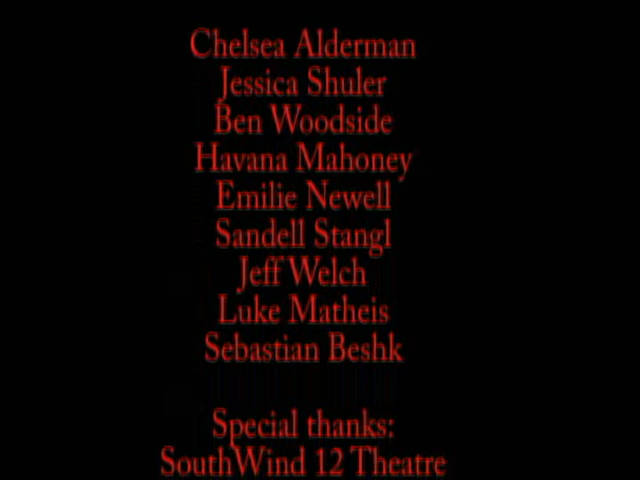 Chelsea Alderman
Jessica Shuler
Ben Woodside
Havana Mahoney
Emilie Newell
Sandell Stangl
Jeff Welch
Luke Matheis
Sebastian Beshk
Special thanks:
SouthWind 12 Theatre